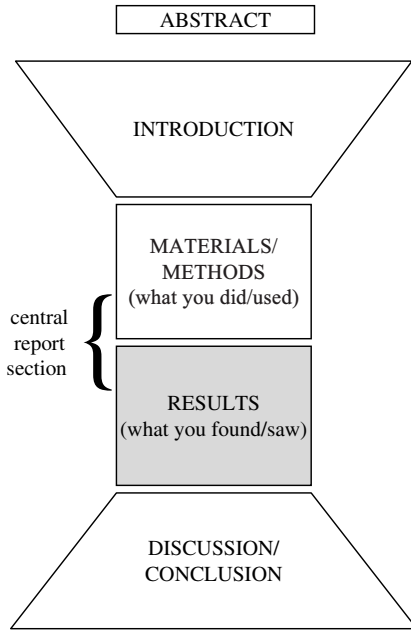 ABSTRACT
INTRODUCTION
MATERIALS/
METHODS
(what you did/used)
central
report
section
RESULTS
(what you found/saw)
DISCUSSION/
CONCLUSION